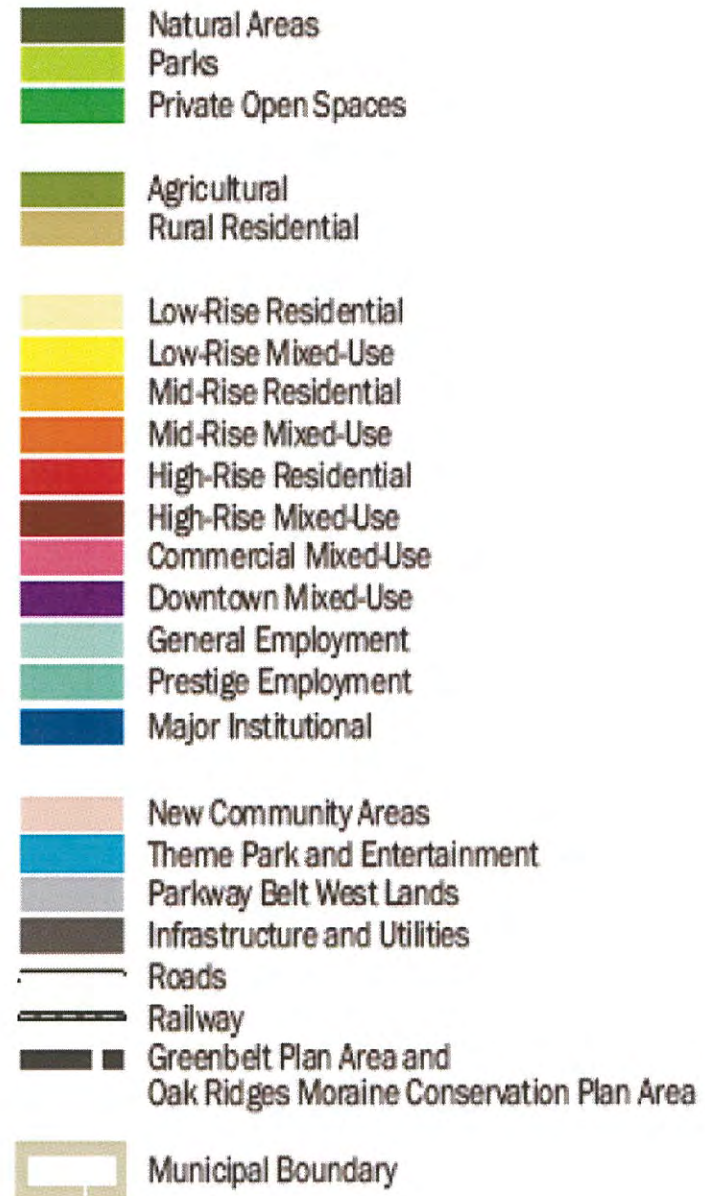 Natural Areas
Parks
Private Open Spaces
Agricultural
Rural Residential
Low-Rise Residential
Low-Rise Mixed-Use
Mid-Rise Residential
Mid-Rise Mixed-Use
High-Rise Residential
High-Rise Mixed-Use
Commercial Mixed-Use
Downtown Mixed-Use
General Employment
Prestige Employment
Major Institutional
New Community Areas
Theme Park and Entertainment
Parkway Belt West Lands
Infrastructure and Utilities
Roads
Railway
Greenbelt Plan Area and
Oak Ridges Moraine Conservation Plan Area
Municipal Boundary